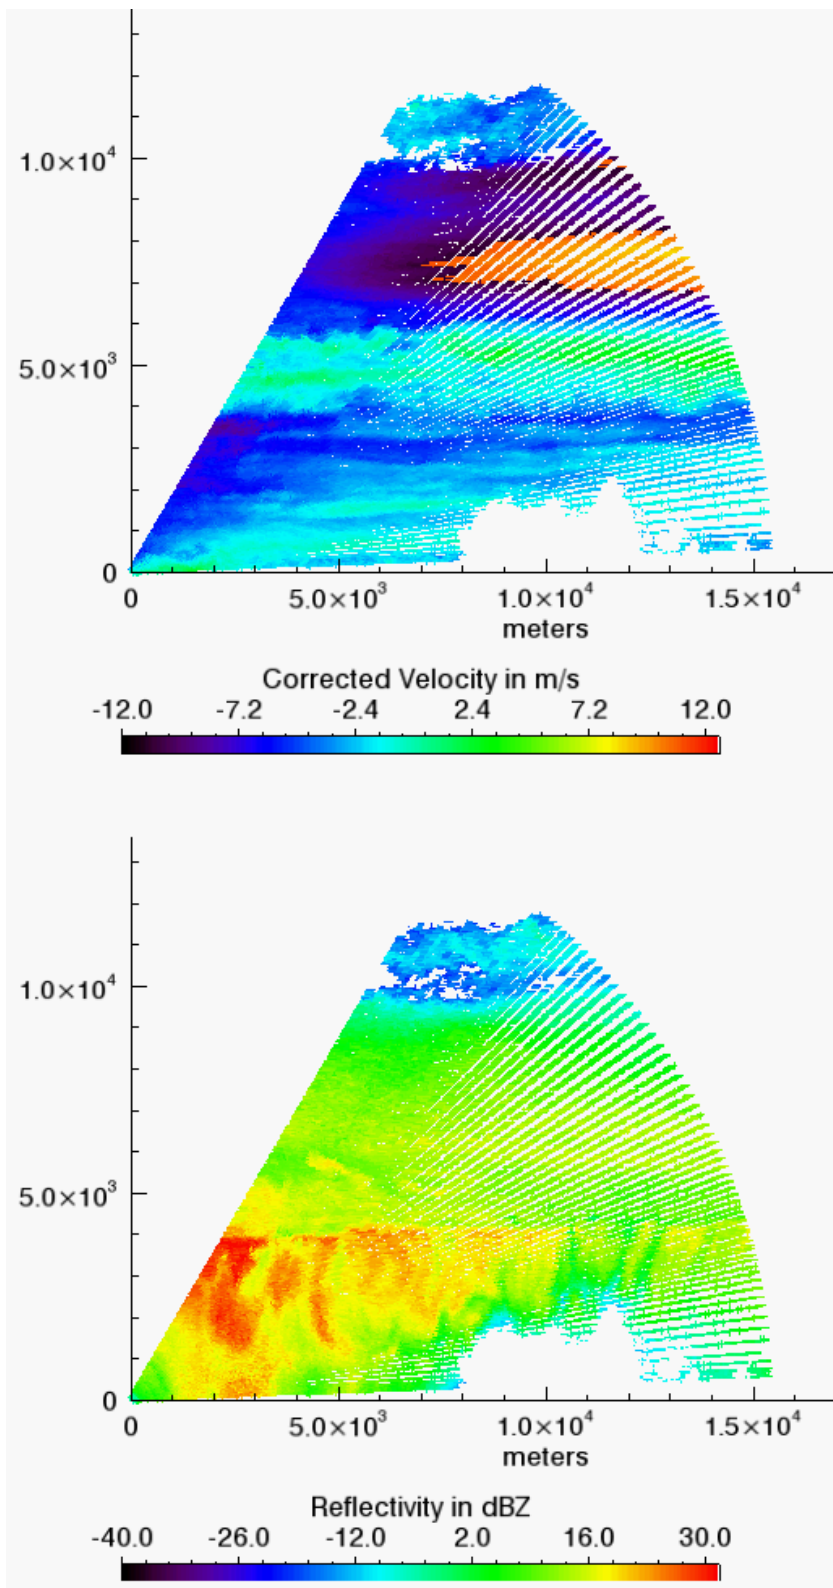 1.0×10⁴
5.0×10³
0
0 5.0×10³ 1.0×10⁴ 1.5×10⁴
meters
Corrected Velocity in m/s
-12.0 -7.2 -2.4 2.4 7.2 12.0
1.0×10⁴
5.0×10³
0
0 5.0×10³ 1.0×10⁴ 1.5×10⁴
meters
Reflectivity in dBZ
-40.0 -26.0 -12.0 2.0 16.0 30.0